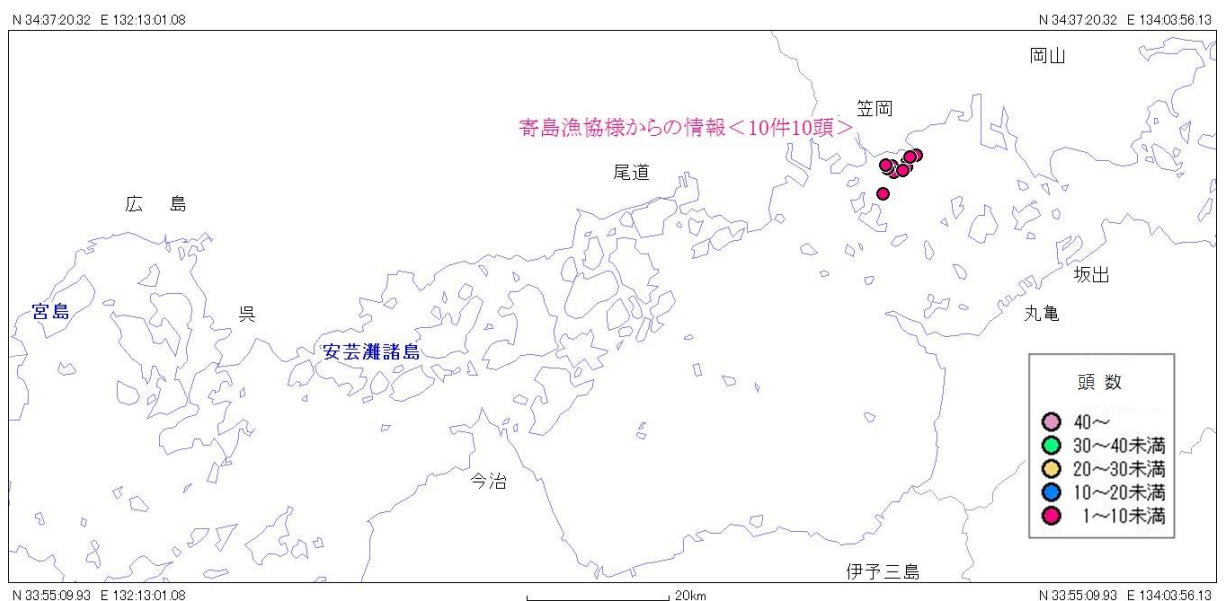 N 34:37:20.32 E 132:13:01.08
N 34:37:20.32 E 134:03:56.13
岡山
笠岡
寄島漁協様からの情報＜10件10頭＞
尾道
広 島
坂出
宮島
呉
丸亀
安芸灘諸島
頭 数
40～
30～40未満
20～30未満
10～20未満
1～10未満
今治
伊予三島
N 33:55:09.93 E 132:13:01.08
20km
N 33:55:09.93 E 134:03:56.13